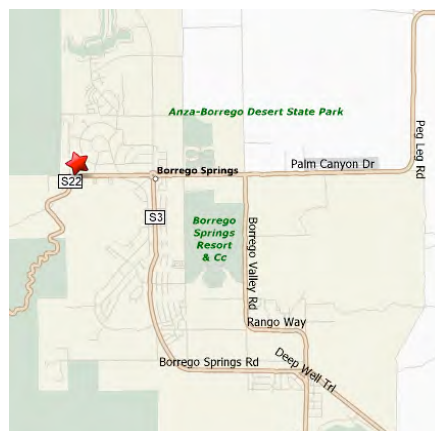 Anza-Borrego Desert State Park
Peg Leg Rd
Palm Canyon Dr
Borrego Springs
S22
S3
Borrego
Springs
Resort
& Cc
Borrego Valley Rd
Rango Way
Borrego Springs Rd
Deep Well Trl